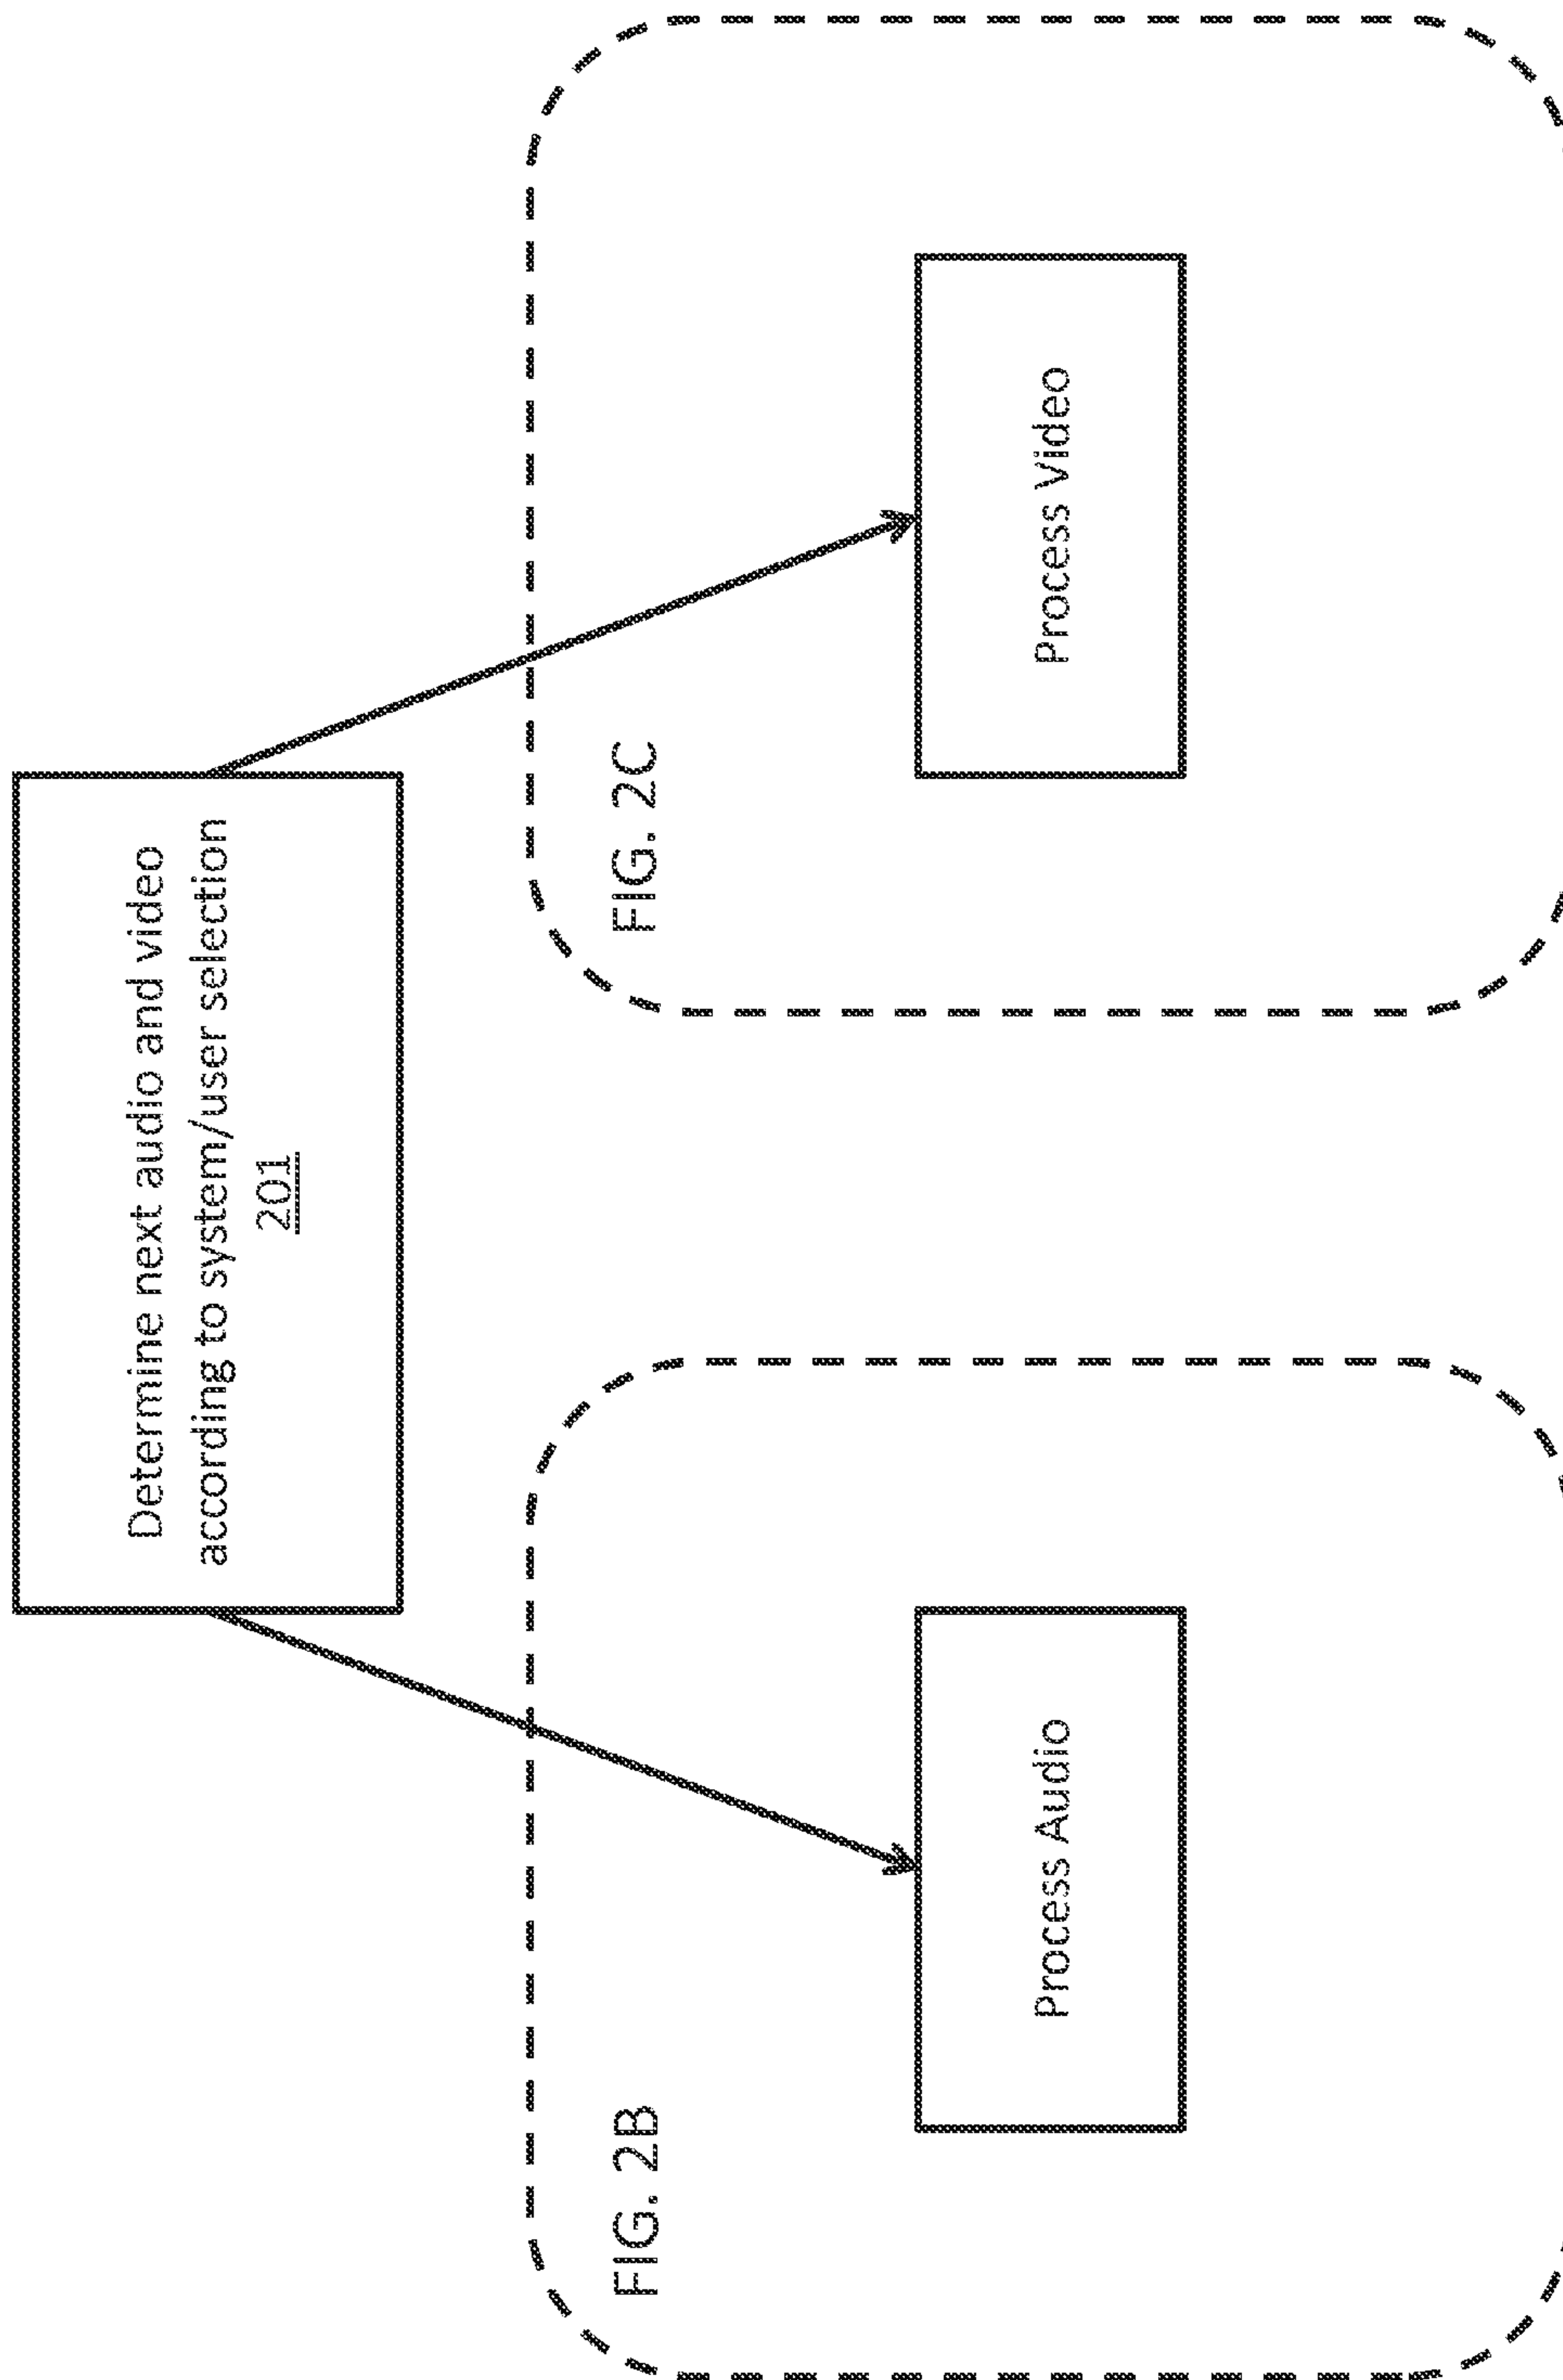 Determine next audio and video
according to system/user selection
201
FIG. 2B
Process Audio
FIG. 2C
Process Video